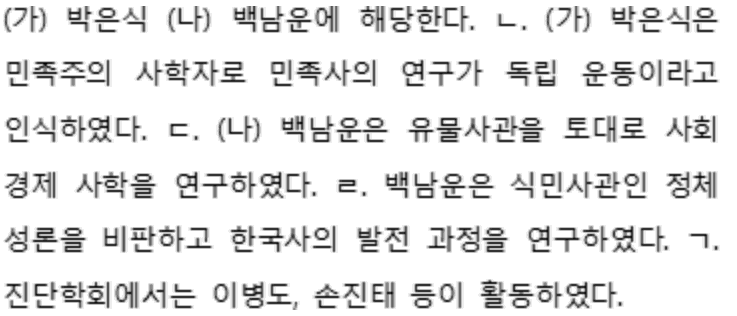 (가) 박은식 (나) 백남운에 해당한다. ㄴ. (가) 박은식은
민족주의 사학자로 민족사의 연구가 독립 운동이라고
인식하였다. ㄷ. (나) 백남운은 유물사관을 토대로 사회
경제 사학을 연구하였다. ㄹ. 백남운은 식민사관인 정체
성론을 비판하고 한국사의 발전 과정을 연구하였다. ㄱ.
진단학회에서는 이병도, 손진태 등이 활동하였다.